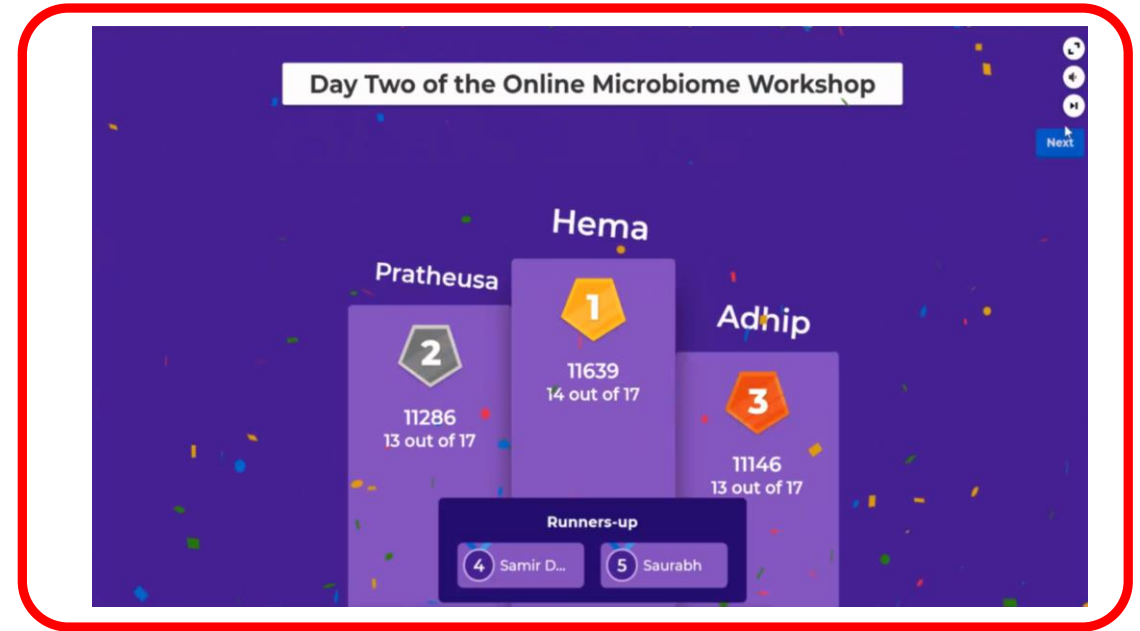 Day Two of the Online Microbiome Workshop
Next
Hema
Pratheusa
Adhip
1
11639
14 out of 17
2
11286
13 out of 17
3
11146
13 out of 17
Runners-up
4 Samir D...
5 Saurabh